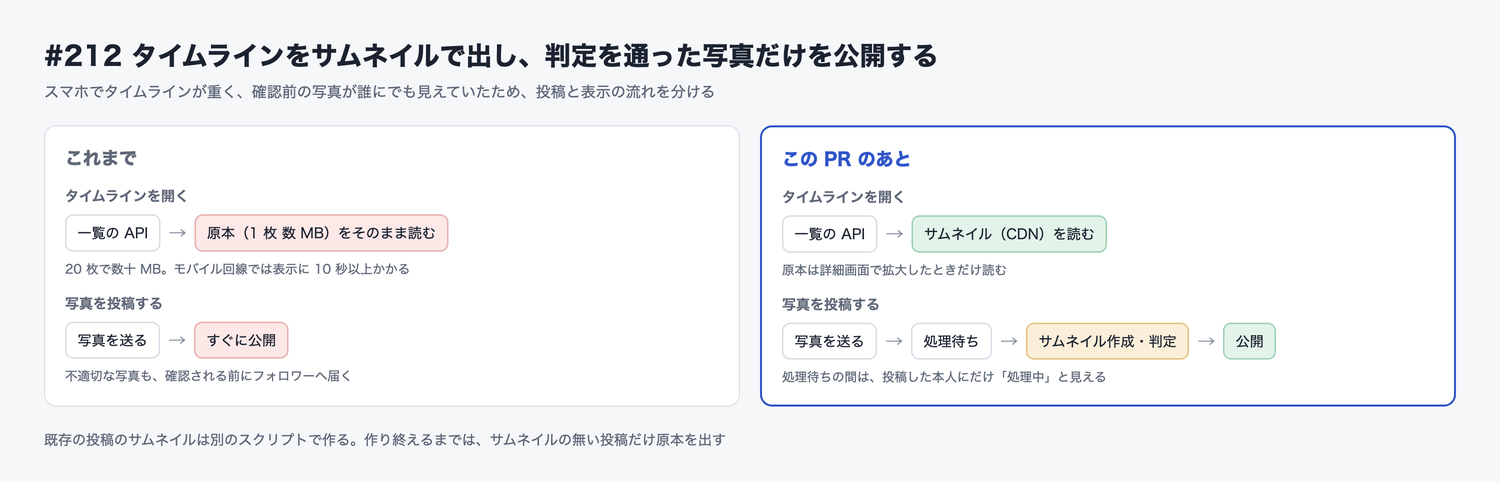 #212 タイムラインをサムネイルで出し、判定を通った写真だけを公開する
スマホでタイムラインが重く、確認前の写真が誰にでも見えていたため、投稿と表示の流れを分ける
これまで
タイムラインを開く
一覧の API → 原本（1 枚 数 MB）をそのまま読む
20 枚で数十 MB。モバイル回線では表示に 10 秒以上かかる
写真を投稿する
写真を送る → すぐに公開
不適切な写真も、確認される前にフォロワーへ届く
この PR のあと
タイムラインを開く
一覧の API → サムネイル（CDN）を読む
原本は詳細画面で拡大したときだけ読む
写真を投稿する
写真を送る → 処理待ち → サムネイル作成・判定 → 公開
処理待ちの間は、投稿した本人にだけ「処理中」と見える
既存の投稿のサムネイルは別のスクリプトで作る。作り終えるまでは、サムネイルの無い投稿だけ原本を出す